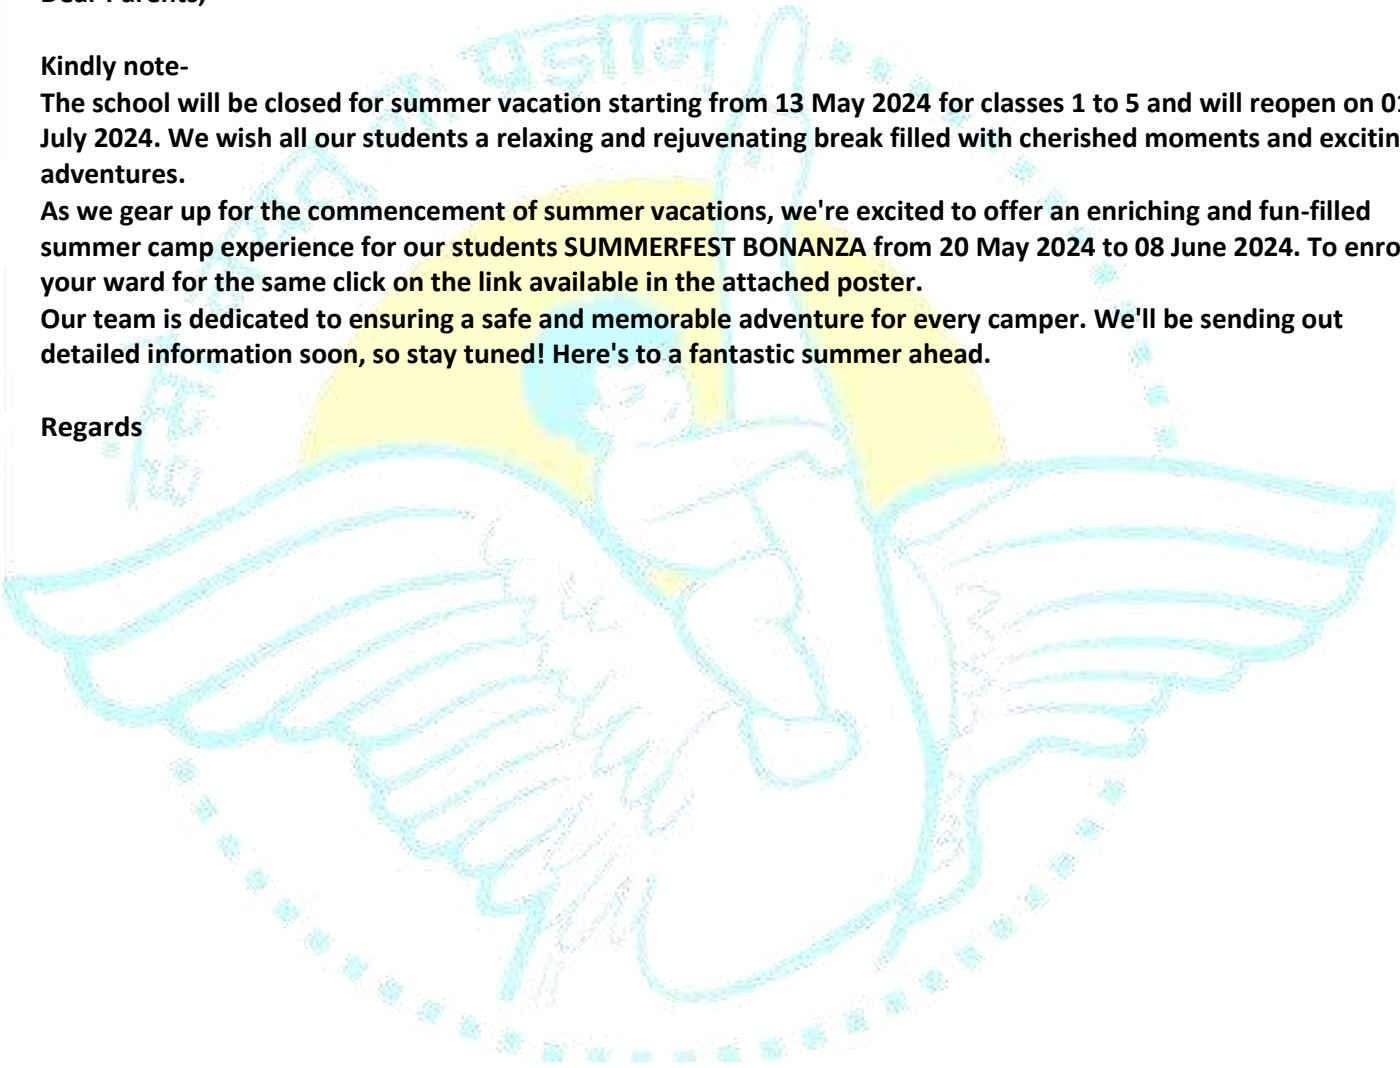 Dear Parents,
Kindly note-
The school will be closed for summer vacation starting from 13 May 2024 for classes 1 to 5 and will reopen on 01
July 2024. We wish all our students a relaxing and rejuvenating break filled with cherished moments and excitin
adventures.
As we gear up for the commencement of summer vacations, we're excited to offer an enriching and fun-filled
summer camp experience for our students SUMMERFEST BONANZA from 20 May 2024 to 08 June 2024. To enro
your ward for the same click on the link available in the attached poster.
Our team is dedicated to ensuring a safe and memorable adventure for every camper. We'll be sending out
detailed information soon, so stay tuned! Here's to a fantastic summer ahead.
Regards